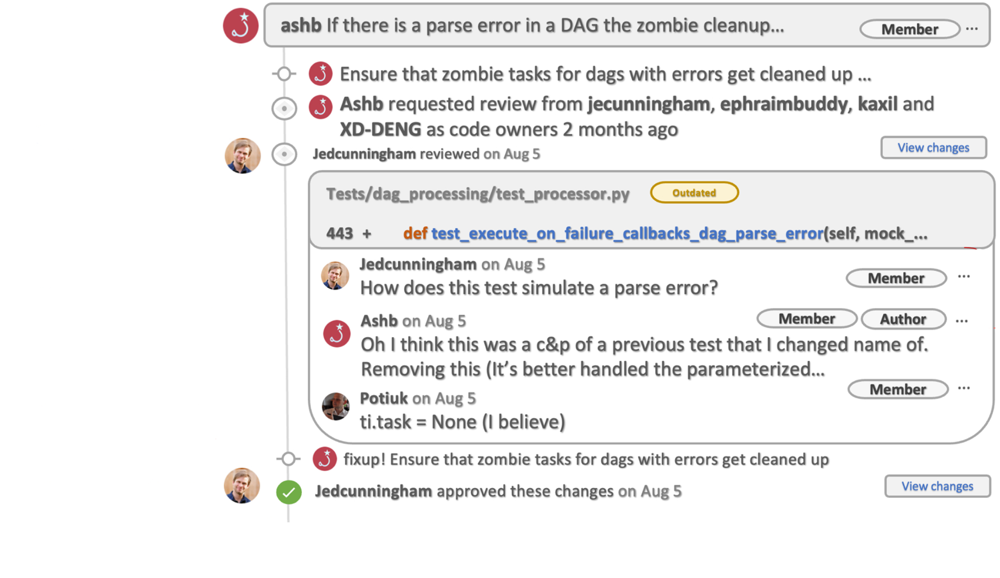 ashb If there is a parse error in a DAG the zombie cleanup...
Member ...
Ensure that zombie tasks for dags with errors get cleaned up ...
Ashb requested review from jecunningham, ephraimbuddy, kaxil and
XD-DENG as code owners 2 months ago
Jedcunningham reviewed on Aug 5
View changes
Tests/dag_processing/test_processor.py
Outdated
443 + def test_execute_on_failure_callbacks_dag_parse_error(self, mock_...
Jedcunningham on Aug 5
Member ...
How does this test simulate a parse error?
Ashb on Aug 5
Member Author ...
Oh I think this was a c&p of a previous test that I changed name of.
Removing this (It’s better handled the parameterized...
Potiuk on Aug 5
Member ...
ti.task = None (I believe)
fixup! Ensure that zombie tasks for dags with errors get cleaned up
Jedcunningham approved these changes on Aug 5
View changes